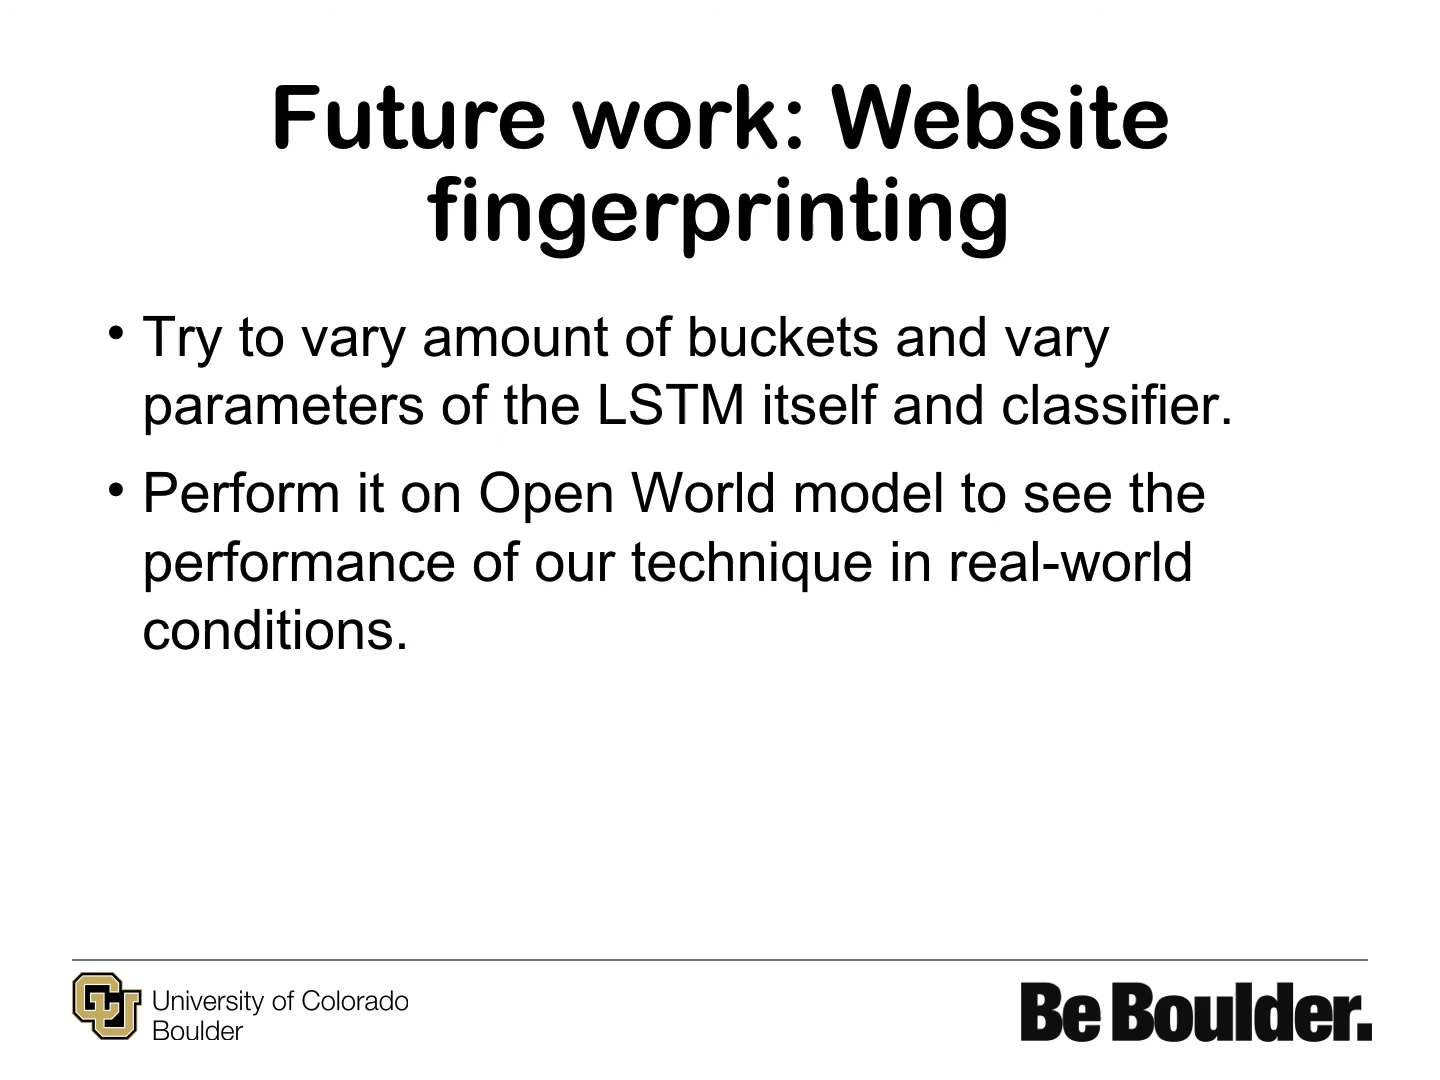 Future work: Website
fingerprinting
• Try to vary amount of buckets and vary
parameters of the LSTM itself and classifier.
• Perform it on Open World model to see the
performance of our technique in real-world
conditions.
CU University of Colorado
Boulder
Be Boulder.